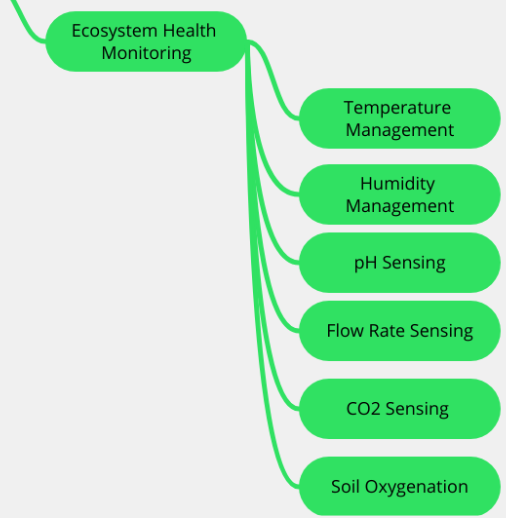 Ecosystem Health
Monitoring
Temperature
Management
Humidity
Management
pH Sensing
Flow Rate Sensing
CO2 Sensing
Soil Oxygenation